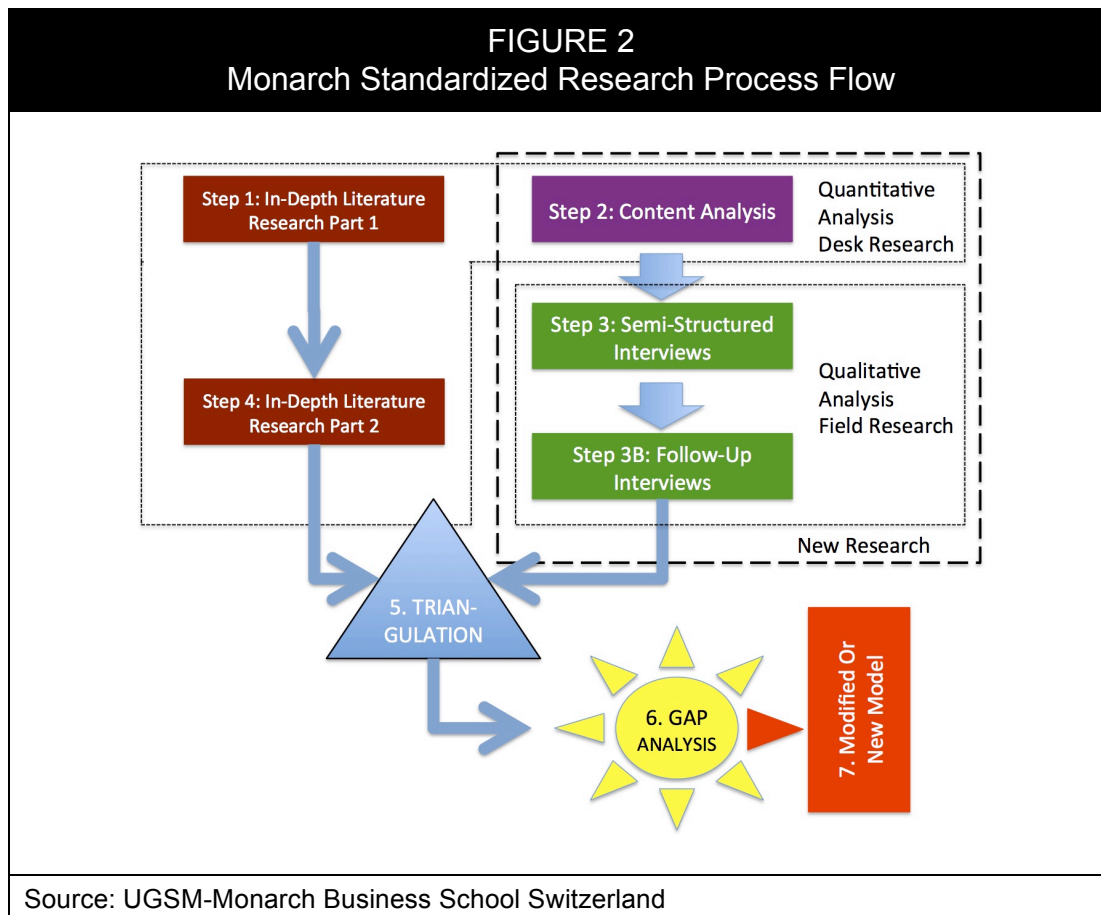 FIGURE 2
Monarch Standardized Research Process Flow
Step 1: In-Depth Literature
Research Part 1
Step 2: Content Analysis
Quantitative
Analysis
Desk Research
Step 3: Semi-Structured
Interviews
Qualitative
Analysis
Field Research
Step 4: In-Depth Literature
Research Part 2
Step 3B: Follow-Up
Interviews
New Research
5. TRIAN-
GULATION
6. GAP
ANALYSIS
7. Modified Or
New Model
Source: UGSM-Monarch Business School Switzerland